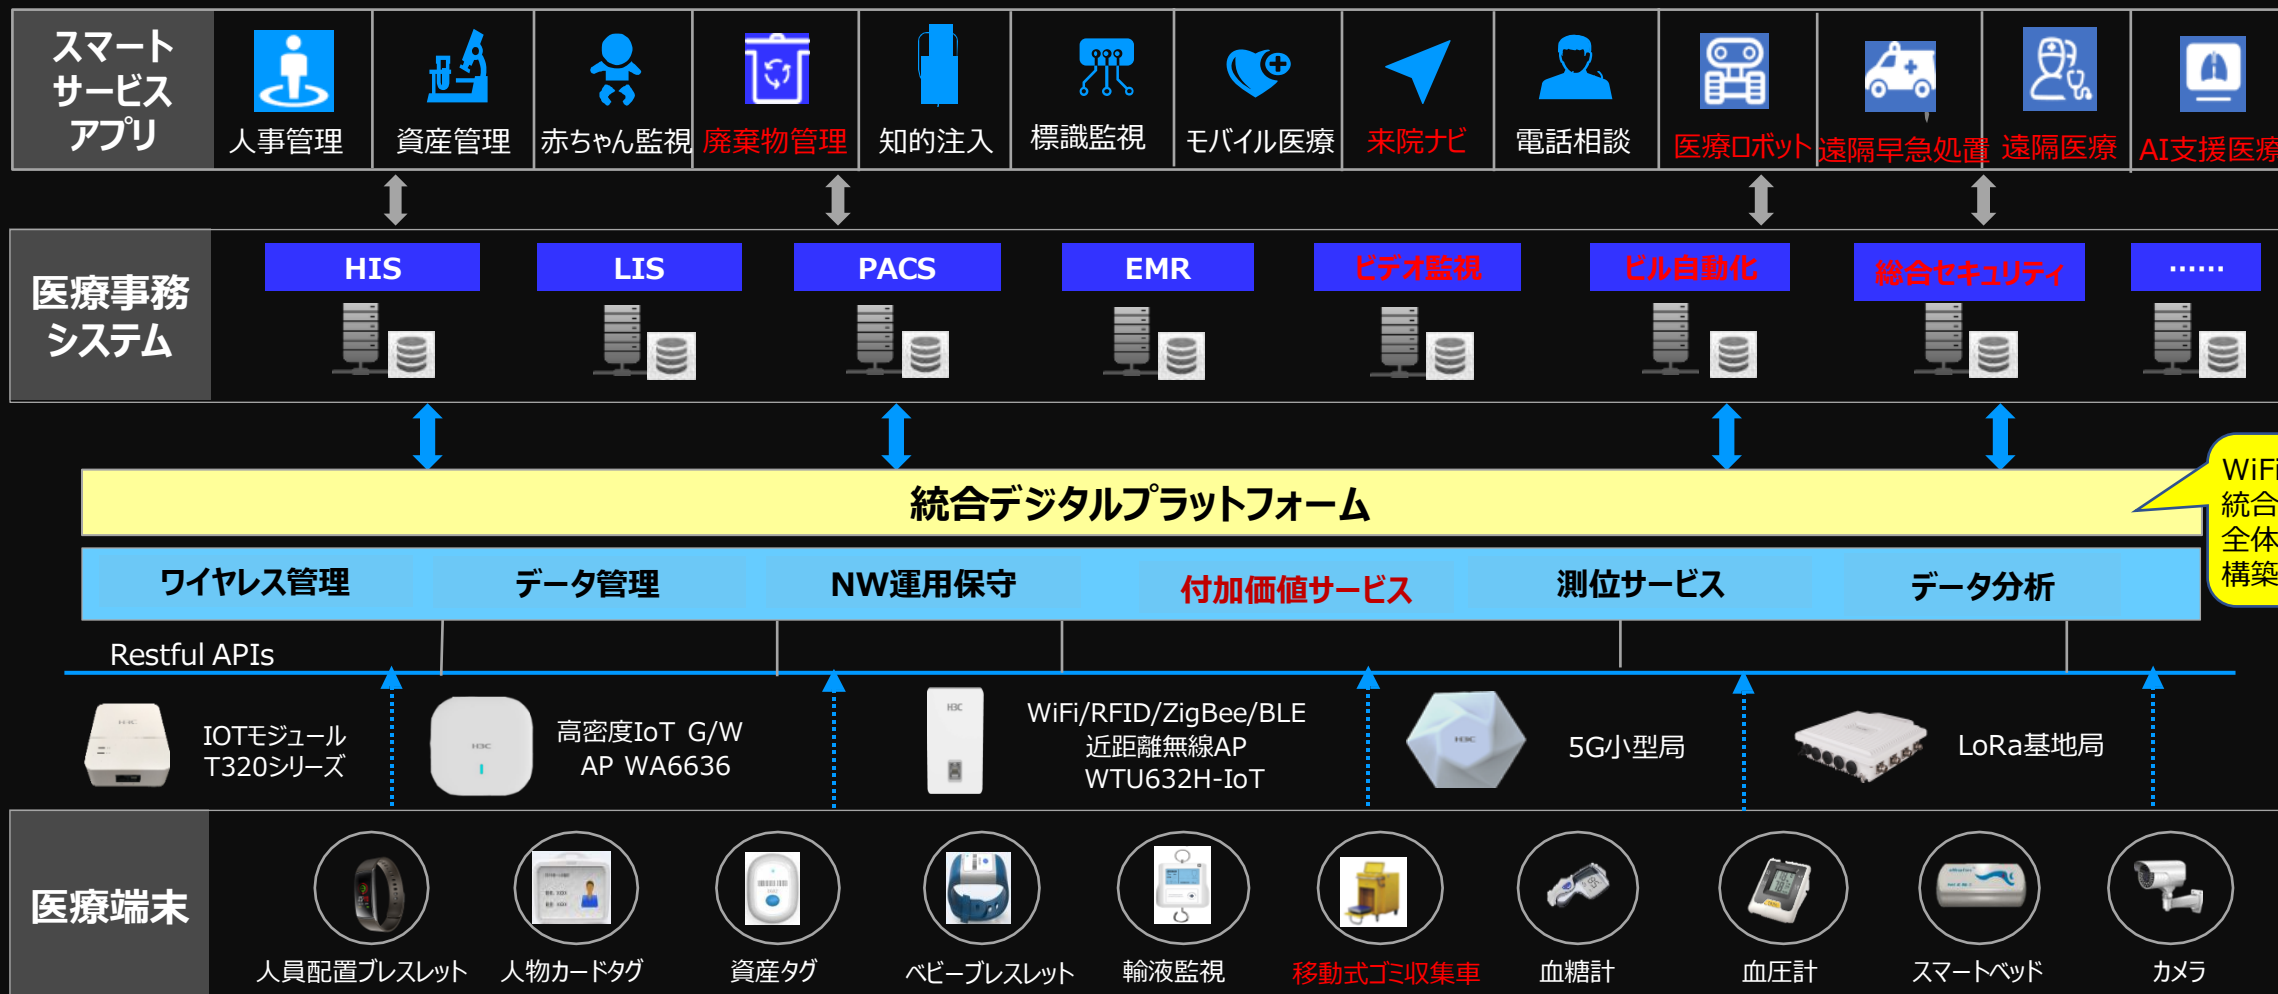 スマート
サービス
アプリ
人事管理
資産管理
赤ちゃん監視
廃棄物管理
知的注入
標識監視
モバイル医療
来院ナビ
電話相談
医療ロボット
遠隔早急処置
遠隔医療
AI支援医療
医療事務
システム
HIS
LIS
PACS
EMR
ビデオ監視
ビル自動化
総合セキュリティ
……
統合デジタルプラットフォーム
WiFi
統合
全体
構築
ワイヤレス管理
データ管理
NW運用保守
付加価値サービス
測位サービス
データ分析
Restful APIs
H3C
IOTモジュール
T320シリーズ
H3C
高密度IoT G/W
AP WA6636
H3C
WiFi/RFID/ZigBee/BLE
近距離無線AP
WTU632H-IoT
H3C
5G小型局
LoRa基地局
医療端末
人員配置ブレスレット
人物カードタグ
資産タグ
ベビーブレスレット
輸液監視
移動式ゴミ収集車
血糖計
血圧計
スマートベッド
カメラ